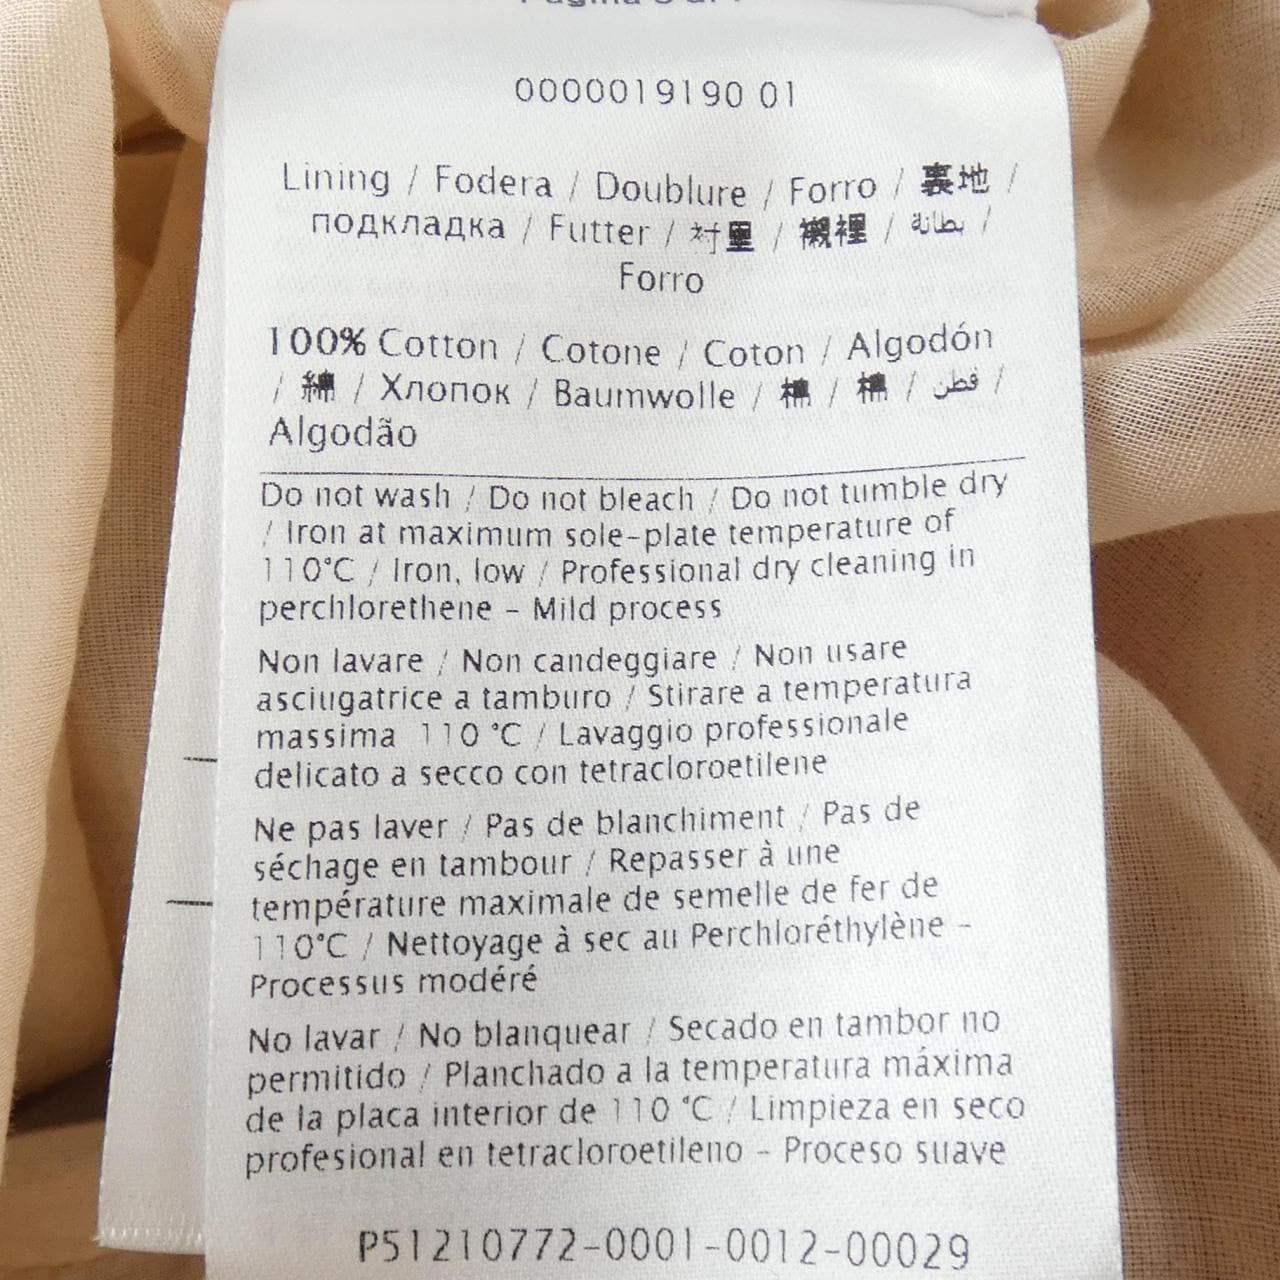 0000019190 01
Lining / Fodera / Doublure / Forro / 裏地 /
подкладка / Futter / 衬里 / 襯裡 / بطانة /
Forro
100% Cotton / Cotone / Coton / Algodón
/ 綿 / Хлопок / Baumwolle / 棉 / 棉 / قطن /
Algodão
Do not wash / Do not bleach / Do not tumble dry
/ Iron at maximum sole-plate temperature of
110°C / Iron, low / Professional dry cleaning in
perchlorethene - Mild process
Non lavare / Non candeggiare / Non usare
asciugatrice a tamburo / Stirare a temperatura
massima 110 °C / Lavaggio professionale
delicato a secco con tetracloroetilene
Ne pas laver / Pas de blanchiment / Pas de
séchage en tambour / Repasser à une
température maximale de semelle de fer de
110°C / Nettoyage à sec au Perchloréthylène -
Processus modéré
No lavar / No blanquear / Secado en tambor no
permitido / Planchado a la temperatura máxima
de la placa interior de 110 °C / Limpieza en seco
profesional en tetracloroetileno - Proceso suave
P51210772-0001-0012-00029